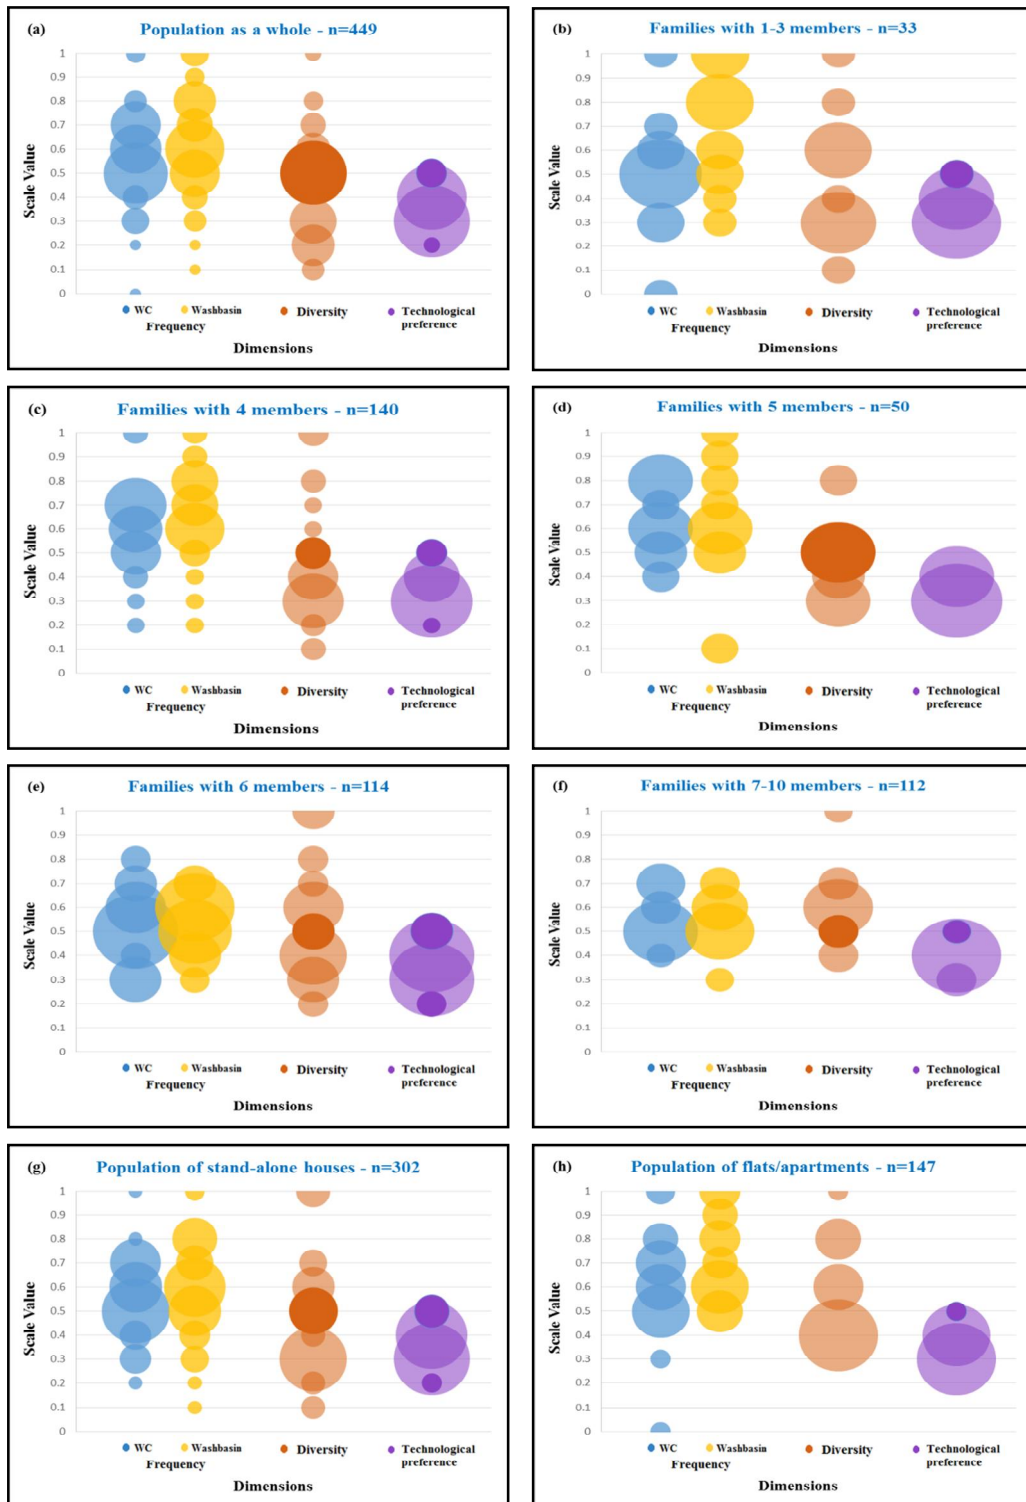 (a) Population as a whole - n=449
1
0.9
0.8
0.7
0.6
0.5
0.4
0.3
0.2
0.1
0
Scale Value
WC Washbasin Diversity Technological
Frequency preference
Dimensions
(b) Families with 1-3 members - n=33
1
0.9
0.8
0.7
0.6
0.5
0.4
0.3
0.2
0.1
0
Scale Value
WC Washbasin Diversity Technological
Frequency preference
Dimensions
(c) Families with 4 members - n=140
1
0.9
0.8
0.7
0.6
0.5
0.4
0.3
0.2
0.1
0
Scale Value
WC Washbasin Diversity Technological
Frequency preference
Dimensions
(d) Families with 5 members - n=50
1
0.9
0.8
0.7
0.6
0.5
0.4
0.3
0.2
0.1
0
Scale Value
WC Washbasin Diversity Technological
Frequency preference
Dimensions
(e) Families with 6 members - n=114
1
0.9
0.8
0.7
0.6
0.5
0.4
0.3
0.2
0.1
0
Scale Value
WC Washbasin Diversity Technological
Frequency preference
Dimensions
(f) Families with 7-10 members - n=112
1
0.9
0.8
0.7
0.6
0.5
0.4
0.3
0.2
0.1
0
Scale Value
WC Washbasin Diversity Technological
Frequency preference
Dimensions
(g) Population of stand-alone houses - n=302
1
0.9
0.8
0.7
0.6
0.5
0.4
0.3
0.2
0.1
0
Scale Value
WC Washbasin Diversity Technological
Frequency preference
Dimensions
(h) Population of flats/apartments - n=147
1
0.9
0.8
0.7
0.6
0.5
0.4
0.3
0.2
0.1
0
Scale Value
WC Washbasin Diversity Technological
Frequency preference
Dimensions